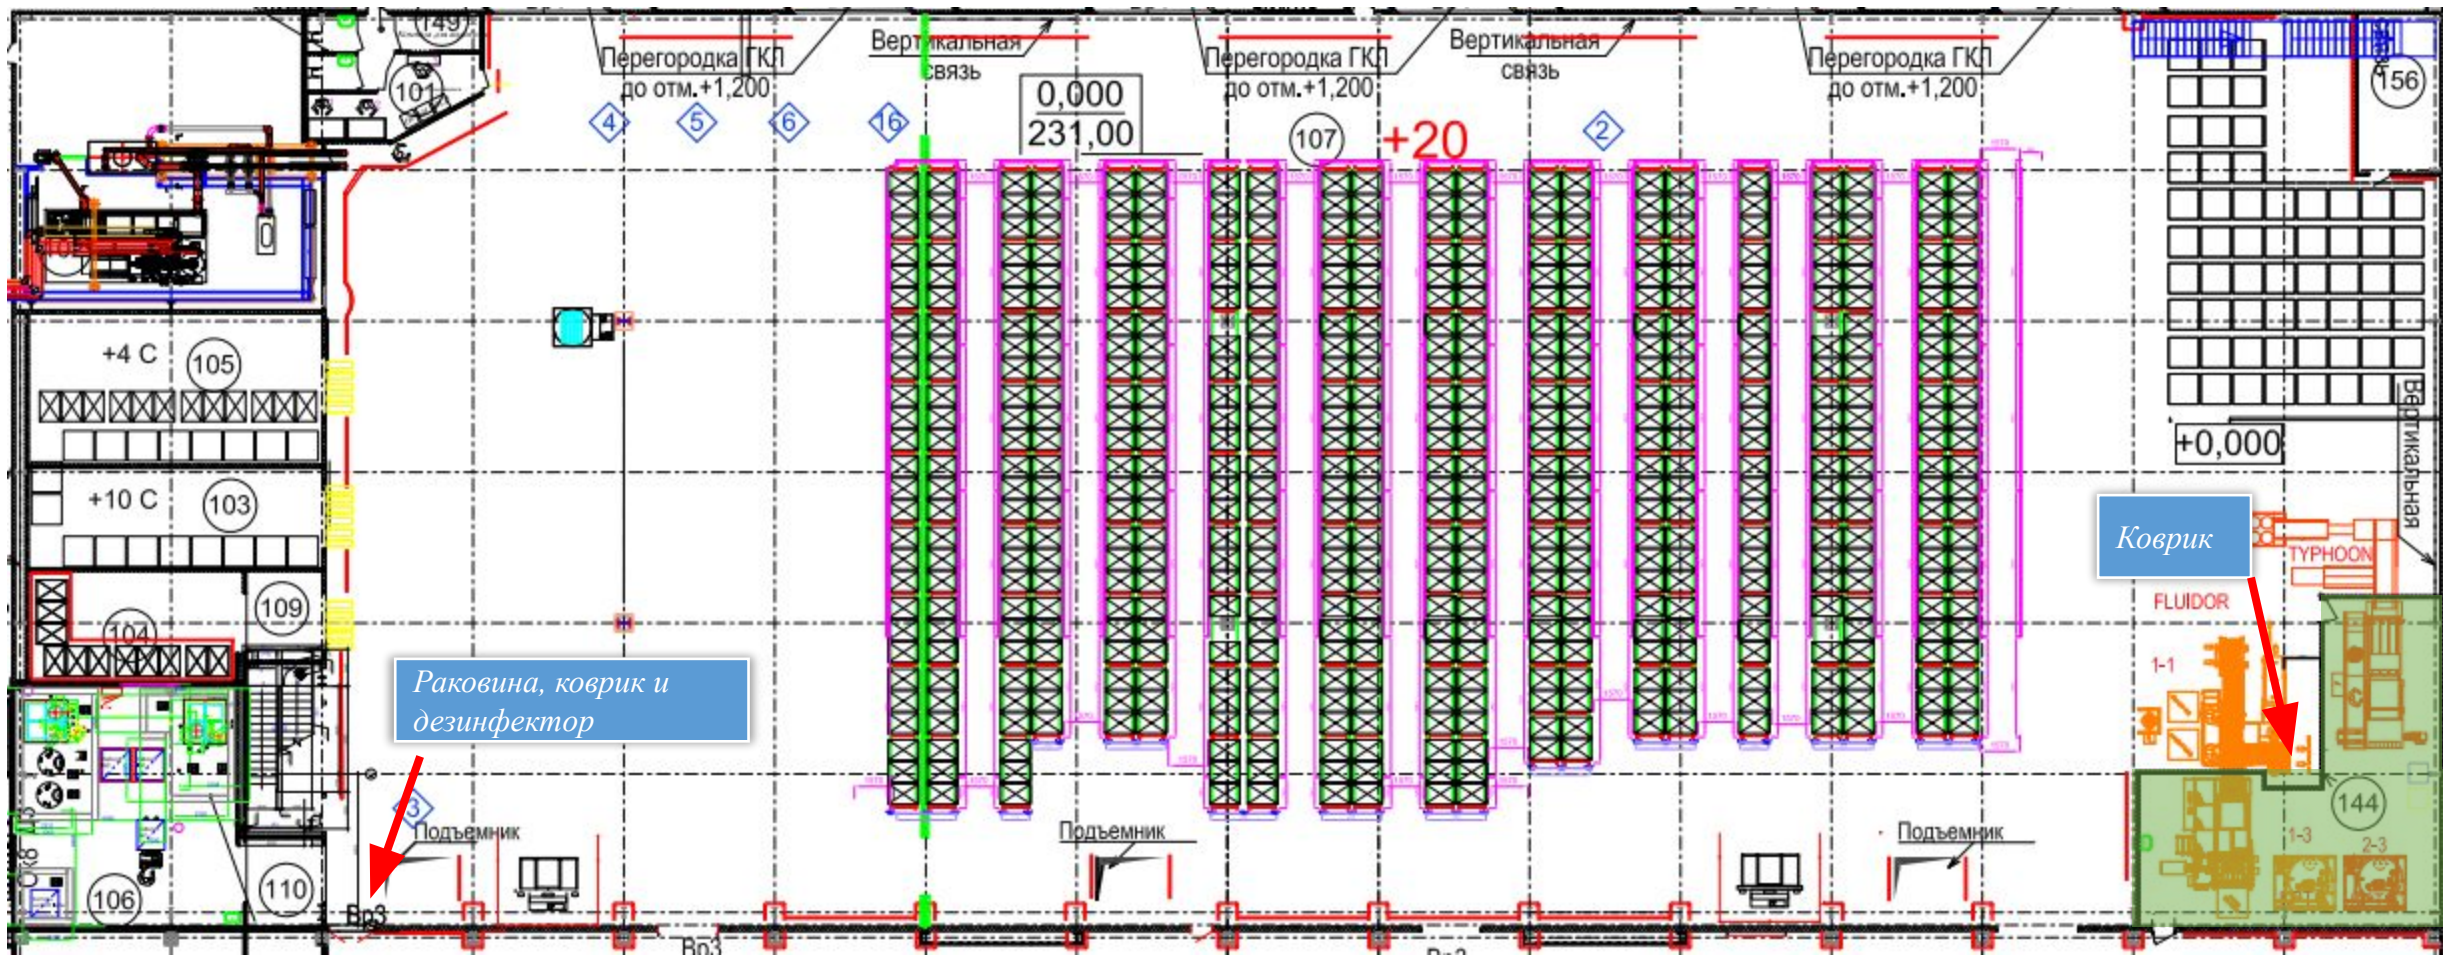 149
101
Перегородка ГКЛ
до отм.+1,200
Вертикальная
связь
0,000
231,00
Перегородка ГКЛ
до отм.+1,200
107
+20
Вертикальная
связь
Перегородка ГКЛ
до отм.+1,200
156
4
5
6
16
2
+4 С
105
+10 С
103
109
104
+0,000
Вертикальная
Коврик
TYPHOON
FLUIDOR
1-1
Раковина, коврик и
дезинфектор
3
Подъемник
Подъемник
Подъемник
144
1-3
2-3
106
110
Вр3
Вр3